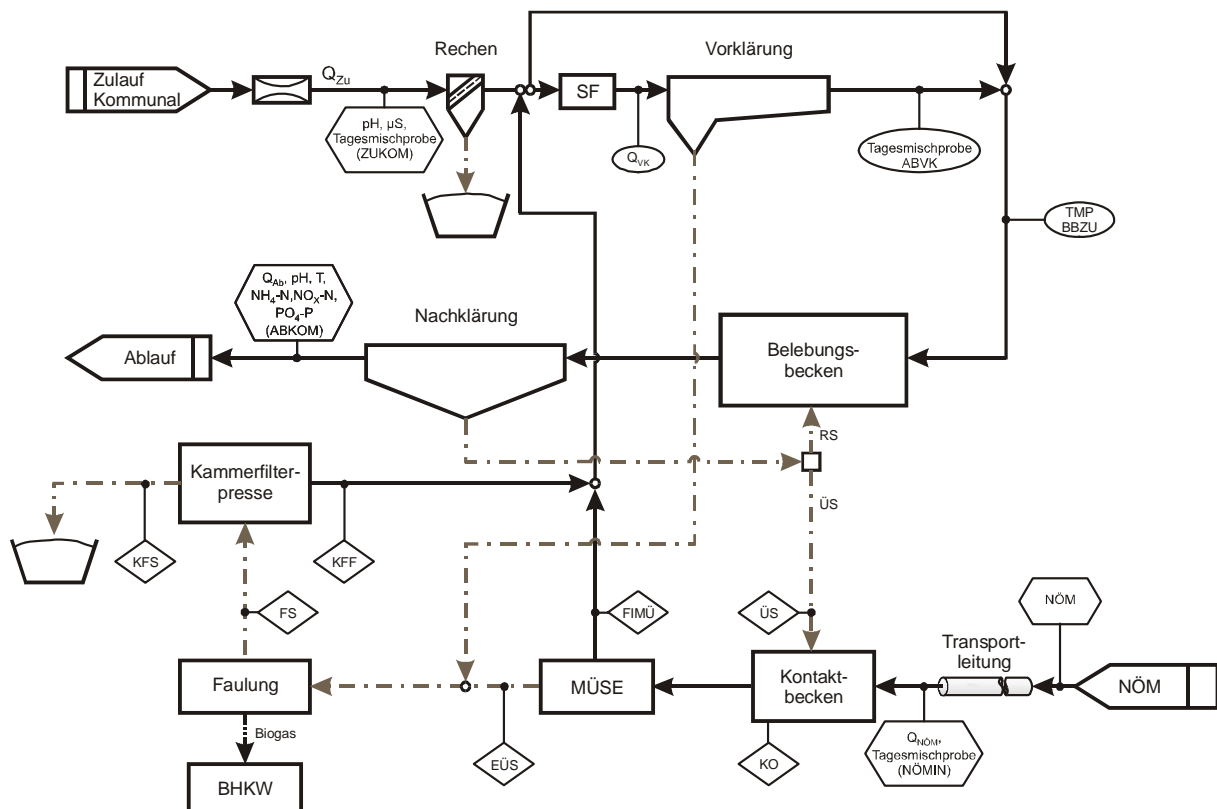 Rechen
Vorklärung
Zulauf
Kommunal
QZu
SF
pH, µS,
Tagesmischprobe
(ZUKOM)
QVK
Tagesmischprobe
ABVK
TMP
BBZU
QAb, pH, T,
NH4-N,NOX-N,
PO4-P
(ABKOM)
Nachklärung
Ablauf
Belebungs-
becken
RS
Kammerfilter-
presse
ÜS
KFS
KFF
FS
FIMÜ
ÜS
NÖM
Transport-
leitung
Faulung
MÜSE
Kontakt-
becken
NÖM
Biogas
EÜS
KO
QNÖM,
Tagesmischprobe
(NÖMIN)
BHKW